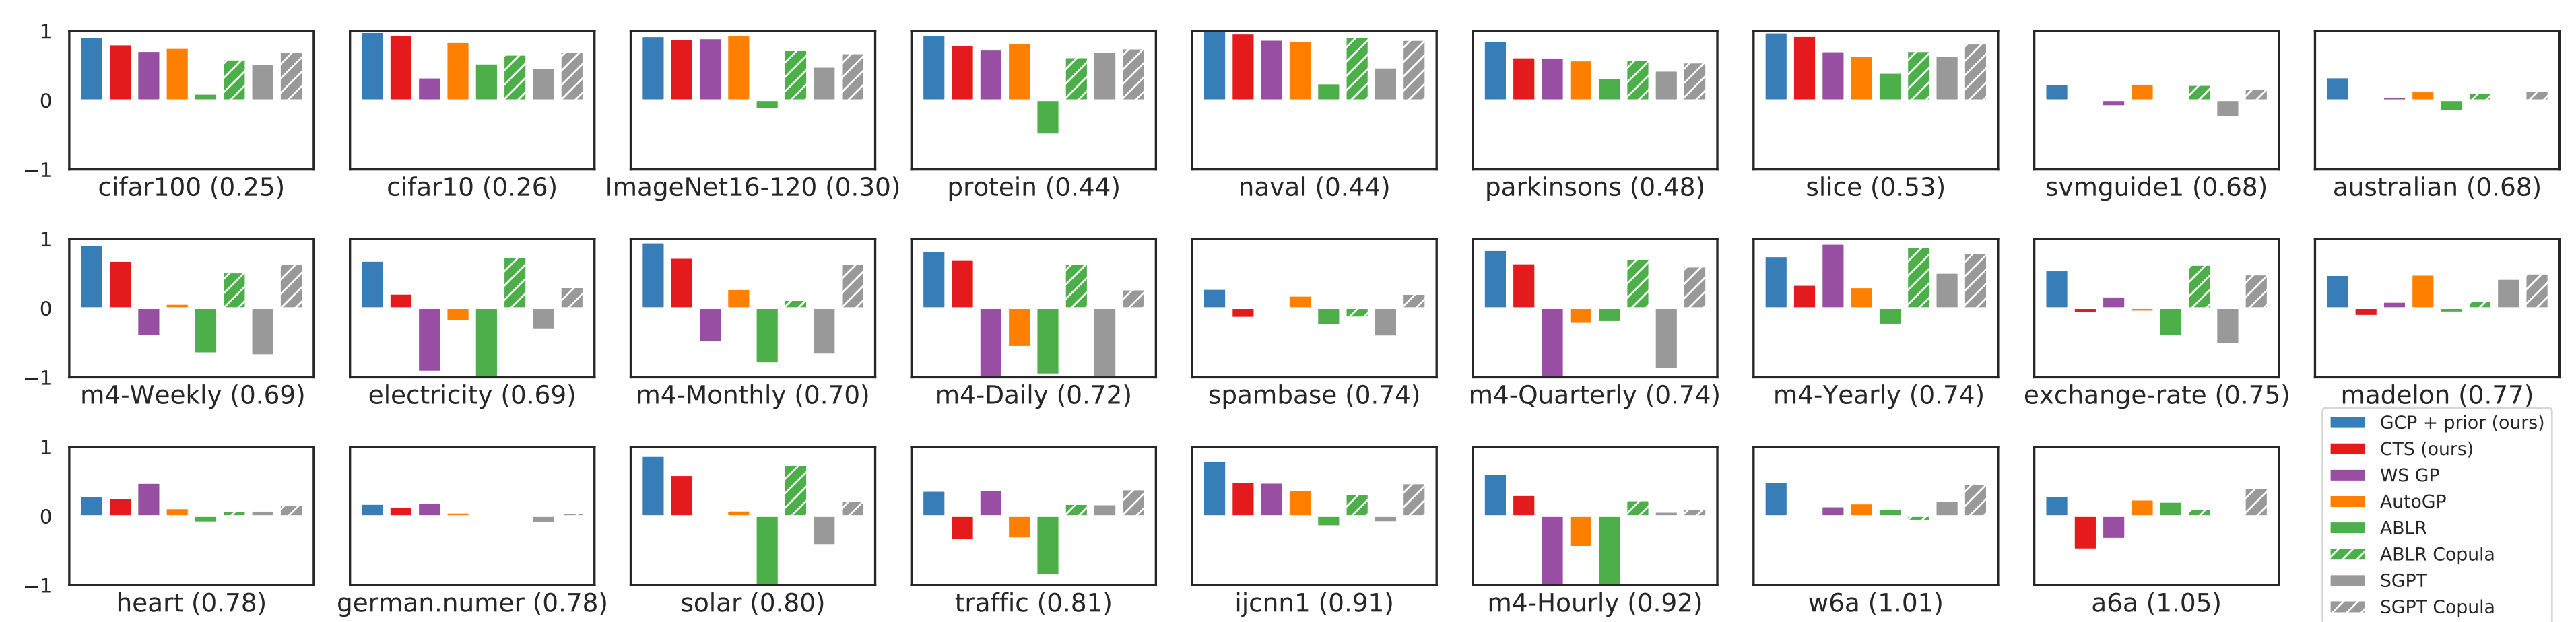 1
0
−1
cifar100 (0.25)
cifar10 (0.26)
ImageNet16-120 (0.30)
protein (0.44)
naval (0.44)
parkinsons (0.48)
slice (0.53)
svmguide1 (0.68)
australian (0.68)
1
0
−1
m4-Weekly (0.69)
electricity (0.69)
m4-Monthly (0.70)
m4-Daily (0.72)
spambase (0.74)
m4-Quarterly (0.74)
m4-Yearly (0.74)
exchange-rate (0.75)
madelon (0.77)
1
0
−1
heart (0.78)
german.numer (0.78)
solar (0.80)
traffic (0.81)
ijcnn1 (0.91)
m4-Hourly (0.92)
w6a (1.01)
a6a (1.05)
GCP + prior (ours)
CTS (ours)
WS GP
AutoGP
ABLR
ABLR Copula
SGPT
SGPT Copula